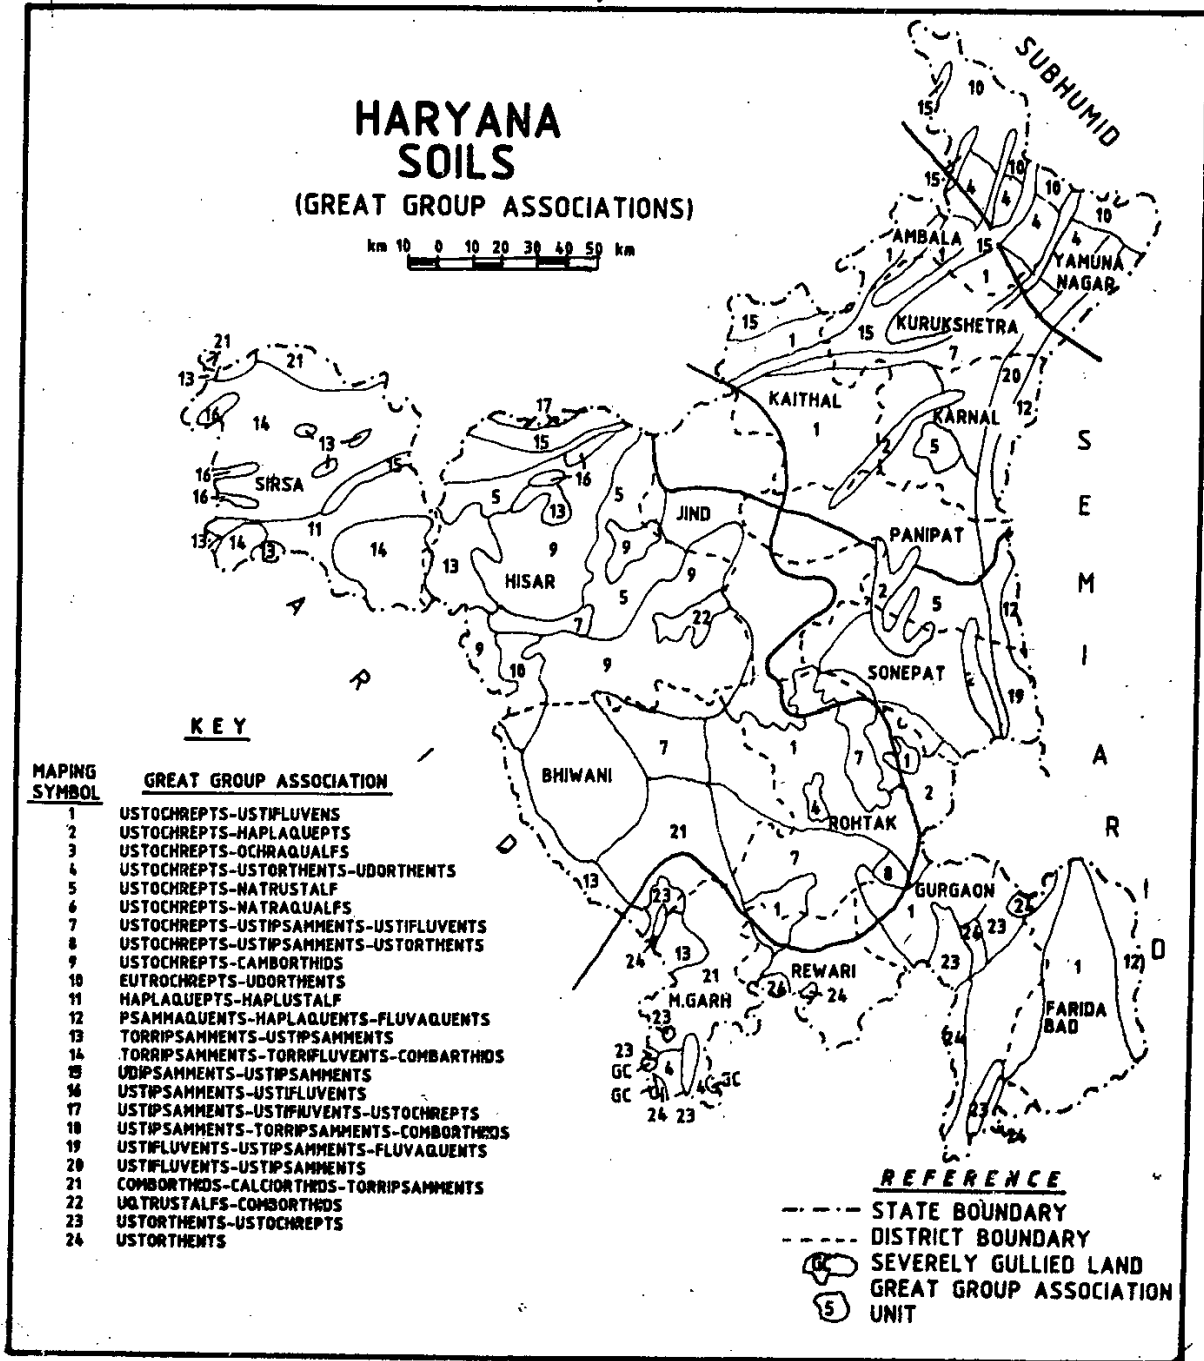 HARYANA
SOILS
(GREAT GROUP ASSOCIATIONS)
km 10 0 10 20 30 40 50 km
SUBHUMID
SEMI ARID
ARID
AMBALA
YAMUNA
NAGAR
KURUKSHETRA
KAITHAL
KARNAL
SIRSA
JIND
PANIPAT
HISAR
SONEPAT
BHIWANI
ROHTAK
GURGAON
REWARI
M.GARH
FARIDA
BAD
KEY
MAPING
SYMBOL
GREAT GROUP ASSOCIATION
1 USTOCHREPTS-USTIFLUVENS
2 USTOCHREPTS-HAPLAQUEPTS
3 USTOCHREPTS-OCHRAQUALFS
4 USTOCHREPTS-USTORTHENTS-UDORTHENTS
5 USTOCHREPTS-NATRUSTALF
6 USTOCHREPTS-NATRAQUALFS
7 USTOCHREPTS-USTIPSAMMENTS-USTIFLUVENTS
8 USTOCHREPTS-USTIPSAMMENTS-USTORTHENTS
9 USTOCHREPTS-CAMBORTHIDS
10 EUTROCHREPTS-UDORTHENTS
11 HAPLAQUEPTS-HAPLUSTALF
12 PSAMMAQUENTS-HAPLAQUENTS-FLUVAQUENTS
13 TORRIPSAMMENTS-USTIPSAMMENTS
14 TORRIPSAMMENTS-TORRIFLUVENTS-COMBARTHIDS
15 UDIPSAMMENTS-USTIPSAMMENTS
16 USTIPSAMMENTS-USTIFLUVENTS
17 USTIPSAMMENTS-USTIFNUVENTS-USTOCHREPTS
18 USTIPSAMMENTS-TORRIPSAMMENTS-COMBORTHIDS
19 USTIFLUVENTS-USTIPSAMMENTS-FLUVAQUENTS
20 USTIFLUVENTS-USTIPSAMMENTS
21 COMBORTHIDS-CALCIORTHIDS-TORRIPSAMMENTS
22 UQTRUSTALFS-COMBORTHIDS
23 USTORTHENTS-USTOCHREPTS
24 USTORTHENTS
REFERENCE
STATE BOUNDARY
DISTRICT BOUNDARY
GC SEVERELY GULLIED LAND
GREAT GROUP ASSOCIATION
5 UNIT